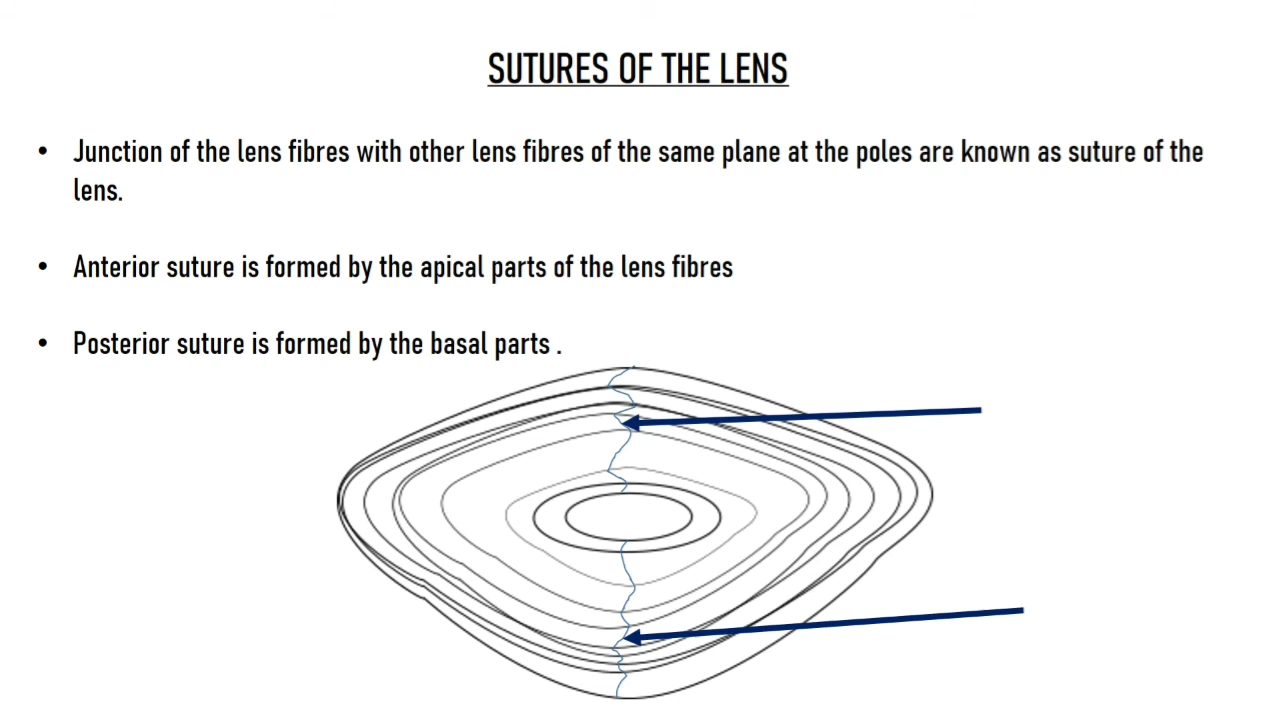 SUTURES OF THE LENS
• Junction of the lens fibres with other lens fibres of the same plane at the poles are known as suture of the
lens.
• Anterior suture is formed by the apical parts of the lens fibres
• Posterior suture is formed by the basal parts .